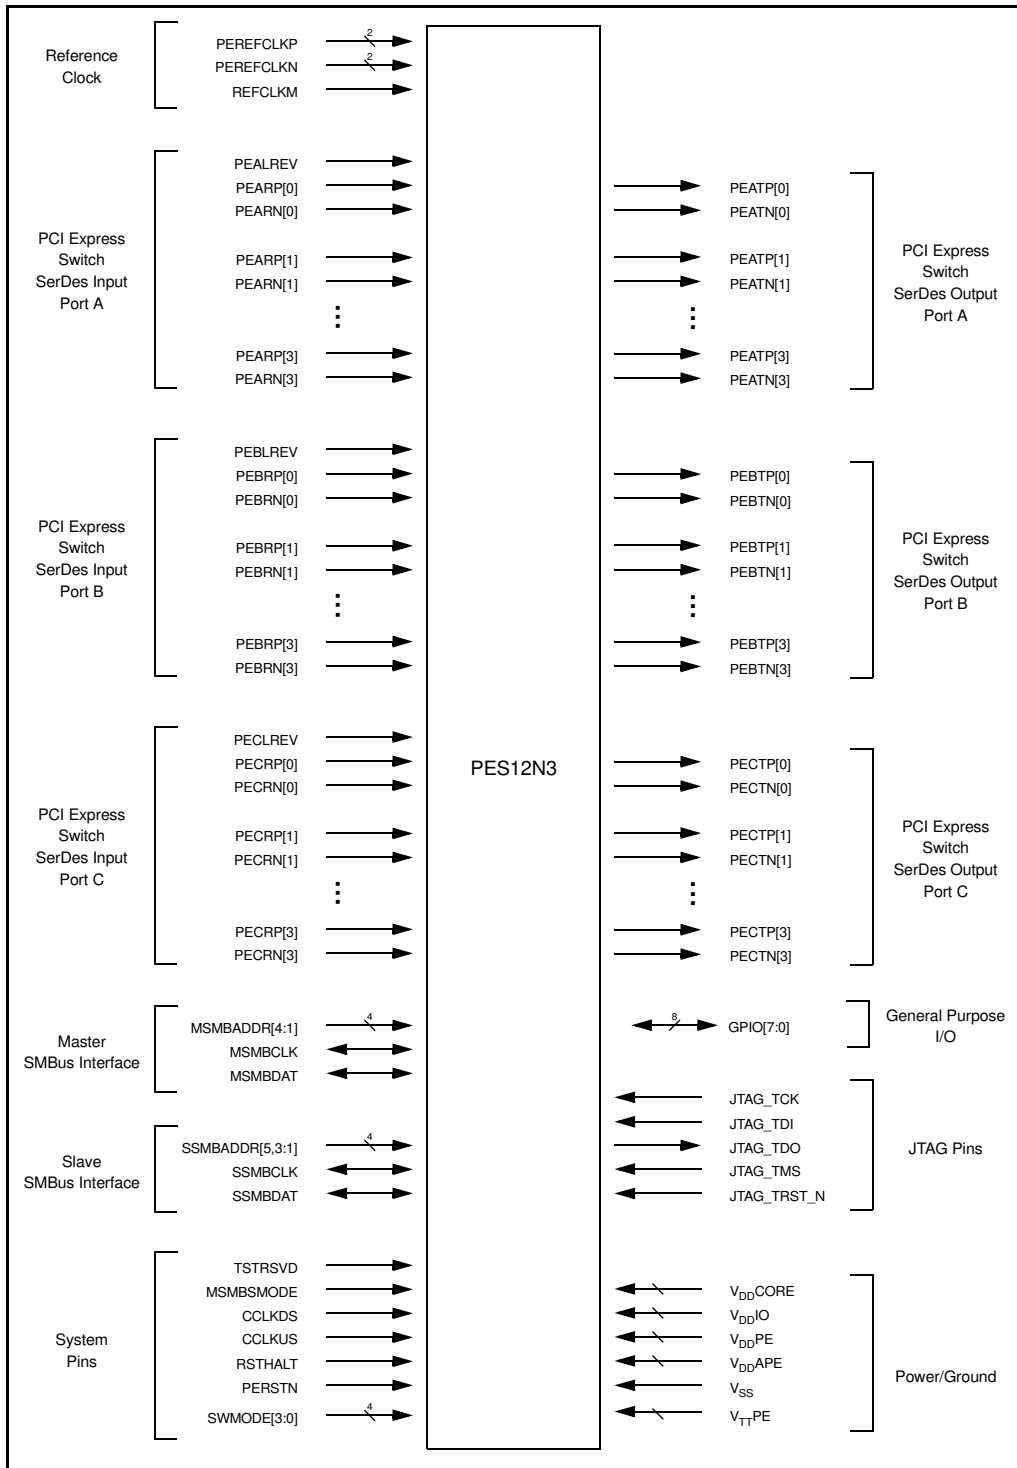 Reference
Clock
PEREFCLKP
2
PEREFCLKN
2
REFCLKM
PCI Express
Switch
SerDes Input
Port A
PEALREV
PEARP[0]
PEARN[0]
PEARP[1]
PEARN[1]
PEARP[3]
PEARN[3]
PEATP[0]
PEATN[0]
PEATP[1]
PEATN[1]
PEATP[3]
PEATN[3]
PCI Express
Switch
SerDes Output
Port A
PCI Express
Switch
SerDes Input
Port B
PEBLREV
PEBRP[0]
PEBRN[0]
PEBRP[1]
PEBRN[1]
PEBRP[3]
PEBRN[3]
PEBTP[0]
PEBTN[0]
PEBTP[1]
PEBTN[1]
PEBTP[3]
PEBTN[3]
PCI Express
Switch
SerDes Output
Port B
PCI Express
Switch
SerDes Input
Port C
PECLREV
PECRP[0]
PECRN[0]
PECRP[1]
PECRN[1]
PECRP[3]
PECRN[3]
PES12N3
PECTP[0]
PECTN[0]
PECTP[1]
PECTN[1]
PECTP[3]
PECTN[3]
PCI Express
Switch
SerDes Output
Port C
Master
SMBus Interface
MSMBADDR[4:1]
4
MSMBCLK
MSMBDAT
8
GPIO[7:0]
General Purpose
I/O
Slave
SMBus Interface
SSMBADDR[5,3:1]
4
SSMBCLK
SSMBDAT
JTAG_TCK
JTAG_TDI
JTAG_TDO
JTAG_TMS
JTAG_TRST_N
JTAG Pins
System
Pins
TSTRSVD
MSMBSMODE
CCLKDS
CCLKUS
RSTHALT
PERSTN
SWMODE[3:0]
4
VDDCORE
VDDIO
VDDPE
VDDAPE
VSS
VTTPE
Power/Ground